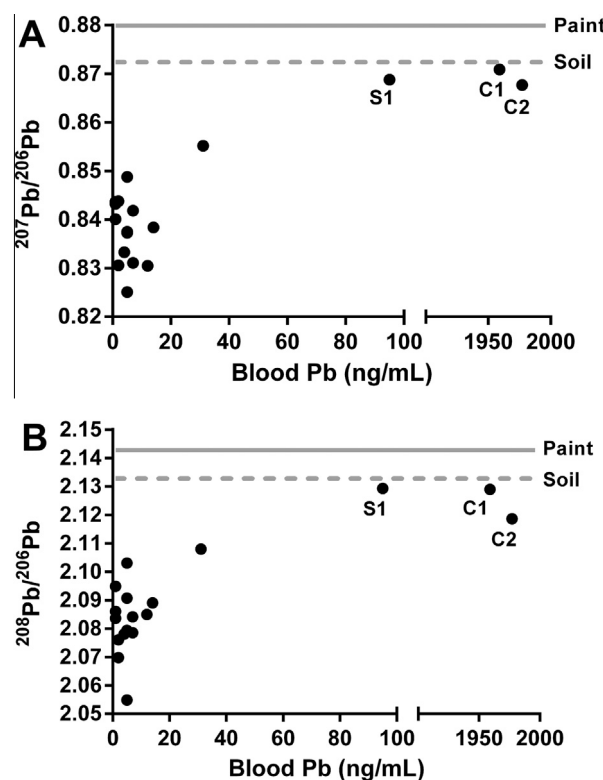 A
0.88
0.87
0.86
0.85
0.84
0.83
0.82
207Pb/206Pb
Paint
Soil
S1
C1
C2
0 20 40 60 80 100 1950 2000
Blood Pb (ng/mL)
B
2.15
2.14
2.13
2.12
2.11
2.10
2.09
2.08
2.07
2.06
2.05
208Pb/206Pb
Paint
Soil
S1
C1
C2
0 20 40 60 80 100 1950 2000
Blood Pb (ng/mL)